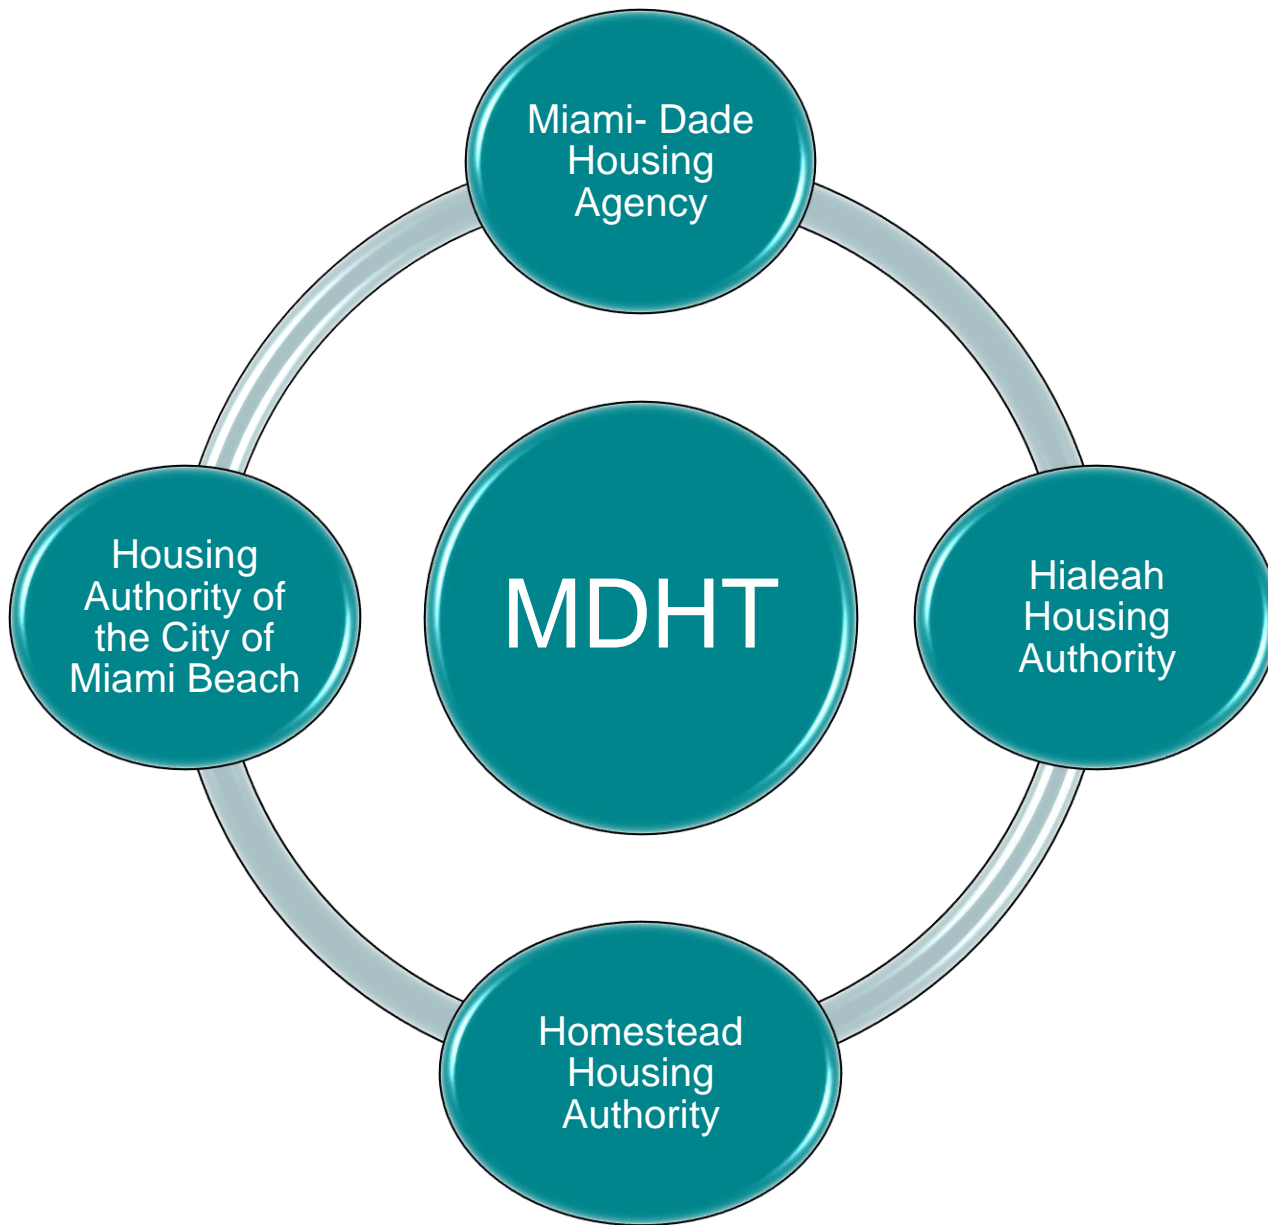 Miami- Dade
Housing
Agency
Housing
Authority of
the City of
Miami Beach
MDHT
Hialeah
Housing
Authority
Homestead
Housing
Authority